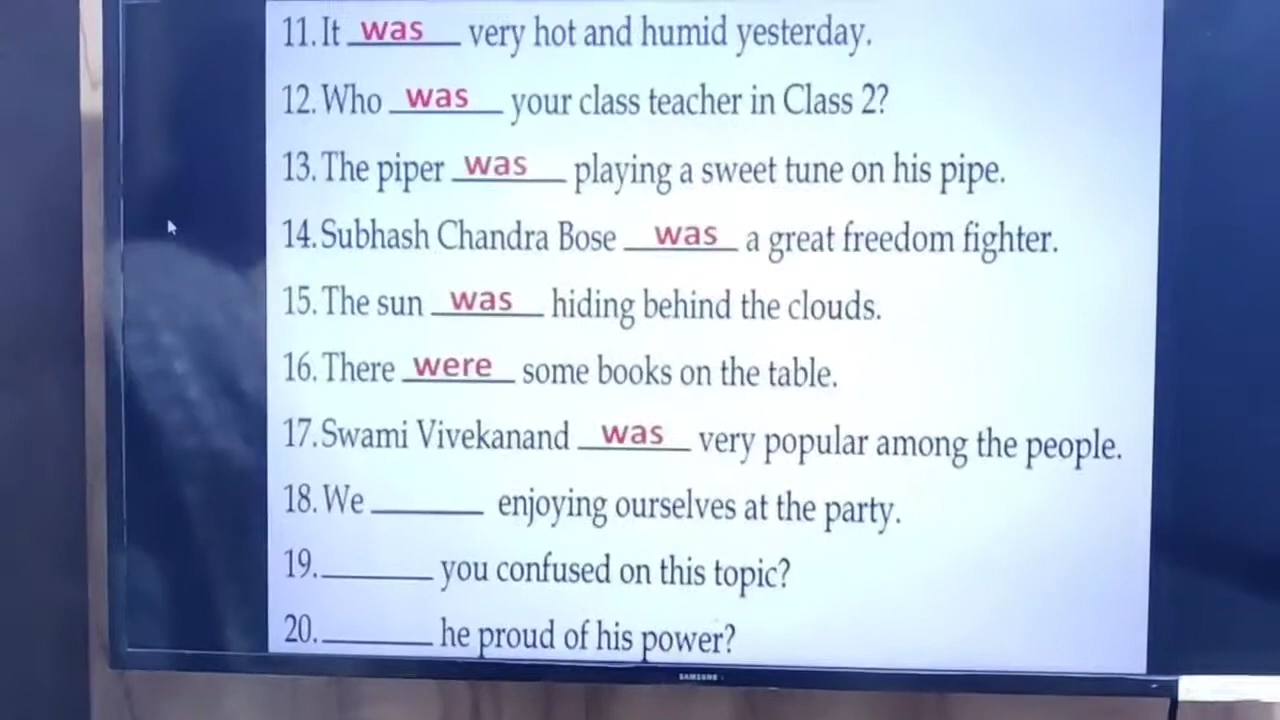 11. It was very hot and humid yesterday.
12. Who was your class teacher in Class 2?
13. The piper was playing a sweet tune on his pipe.
14. Subhash Chandra Bose was a great freedom fighter.
15. The sun was hiding behind the clouds.
16. There were some books on the table.
17. Swami Vivekanand was very popular among the people.
18. We ________ enjoying ourselves at the party.
19. ________ you confused on this topic?
20. ________ he proud of his power?
SAMSUNG